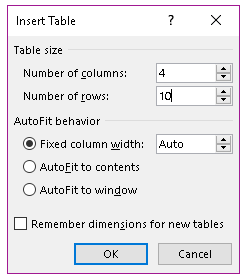 Insert Table ? ×
Table size
Number of columns: 4
Number of rows: 10
AutoFit behavior
Fixed column width: Auto
AutoFit to contents
AutoFit to window
Remember dimensions for new tables
OK Cancel